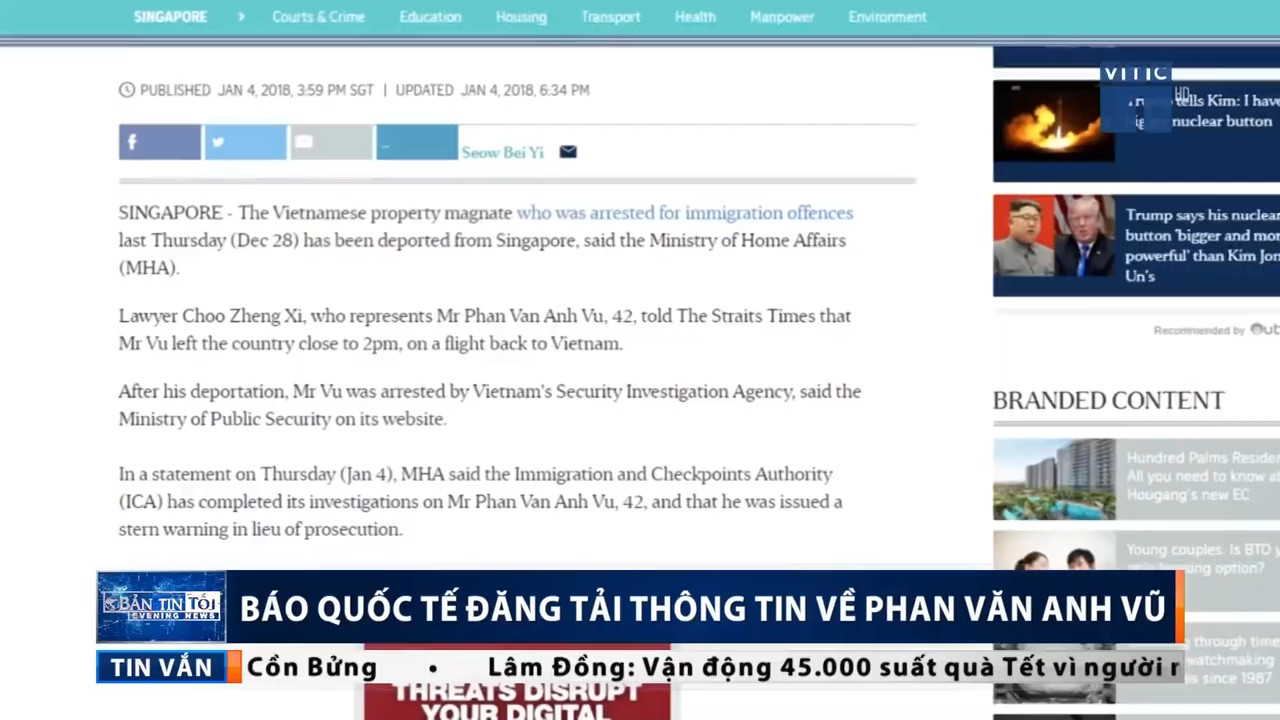 SINGAPORE > Courts & Crime Education Housing Transport Health Manpower Environment
PUBLISHED JAN 4, 2018, 3:59 PM SGT | UPDATED JAN 4, 2018, 6:34 PM
Seow Bei Yi
SINGAPORE - The Vietnamese property magnate who was arrested for immigration offences
last Thursday (Dec 28) has been deported from Singapore, said the Ministry of Home Affairs
(MHA).
Lawyer Choo Zheng Xi, who represents Mr Phan Van Anh Vu, 42, told The Straits Times that
Mr Vu left the country close to 2pm, on a flight back to Vietnam.
After his deportation, Mr Vu was arrested by Vietnam's Security Investigation Agency, said the
Ministry of Public Security on its website.
In a statement on Thursday (Jan 4), MHA said the Immigration and Checkpoints Authority
(ICA) has completed its investigations on Mr Phan Van Anh Vu, 42, and that he was issued a
stern warning in lieu of prosecution.
VITIC
HD
tells Kim: I have
nuclear button
Trump says his nuclear
button 'bigger and mor
powerful' than Kim Jon
Un's
Recommended by
BRANDED CONTENT
Hundred Palms Residen
All you need to know a
Hougang's new EC
Young couples: Is BTO y
option?
through time
watchmaking
since 1987
BẢN TIN TỐI
EVENING NEWS
BÁO QUỐC TẾ ĐĂNG TẢI THÔNG TIN VỀ PHAN VĂN ANH VŨ
TIN VẮN
Cồn Bửng • Lâm Đồng: Vận động 45.000 suất quà Tết vì người
THREATS DISRUPT
YOUR DIGITAL